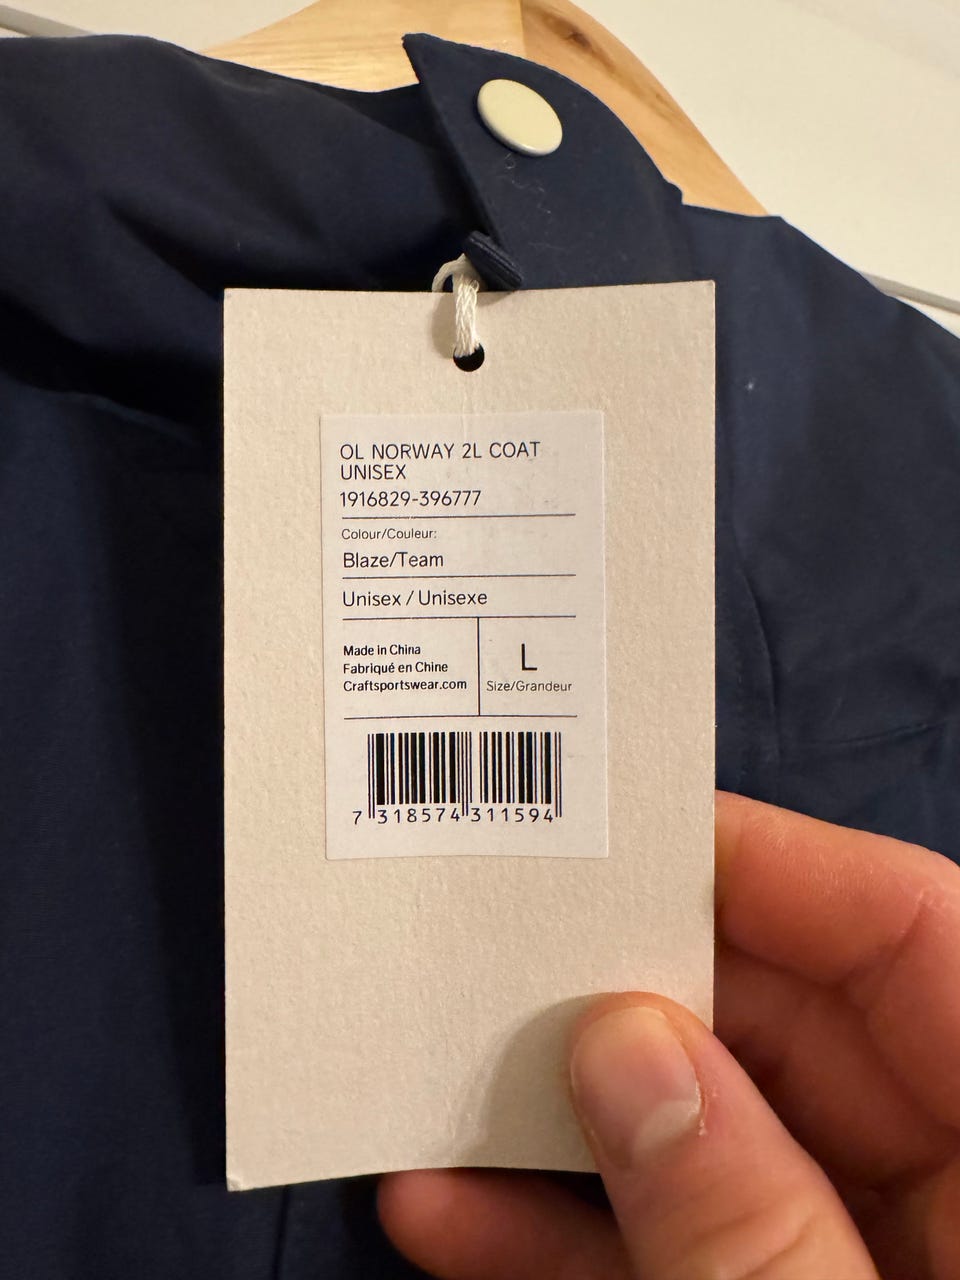 OL NORWAY 2L COAT
UNISEX
1916829-396777
Colour/Couleur:
Blaze/Team
Unisex / Unisexe
Made in China
Fabriqué en Chine
Craftsportswear.com
L
Size/Grandeur
7 318574 311594